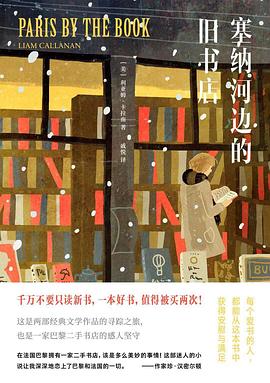 PARIS BY THE BOOK
LIAM CALLANAN
塞纳河边的
旧书店
［美］利亚姆·卡拉南 著
戚悦 译
千万不要只读新书，一本好书，值得被买两次！
这是两部经典文学作品的寻踪之旅，
也是一家巴黎二手书店的感人坚守
在法国巴黎拥有一家二手书店，该是多么美妙的事情！这部迷人的小
说让我深深地恋上了巴黎和法国的一切。 ——作家珍·汉密尔顿
每个爱书的人，
都能从这本书中
获得安慰与满足